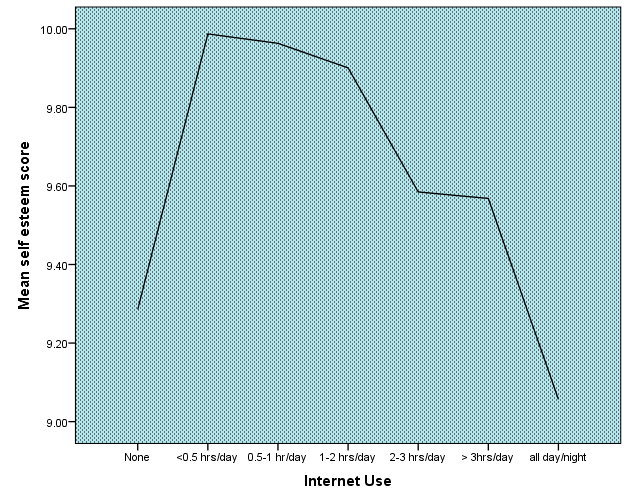 10.00
9.80
9.60
9.40
9.20
9.00
Mean self esteem score
None <0.5 hrs/day 0.5-1 hr/day 1-2 hrs/day 2-3 hrs/day > 3hrs/day all day/night
Internet Use